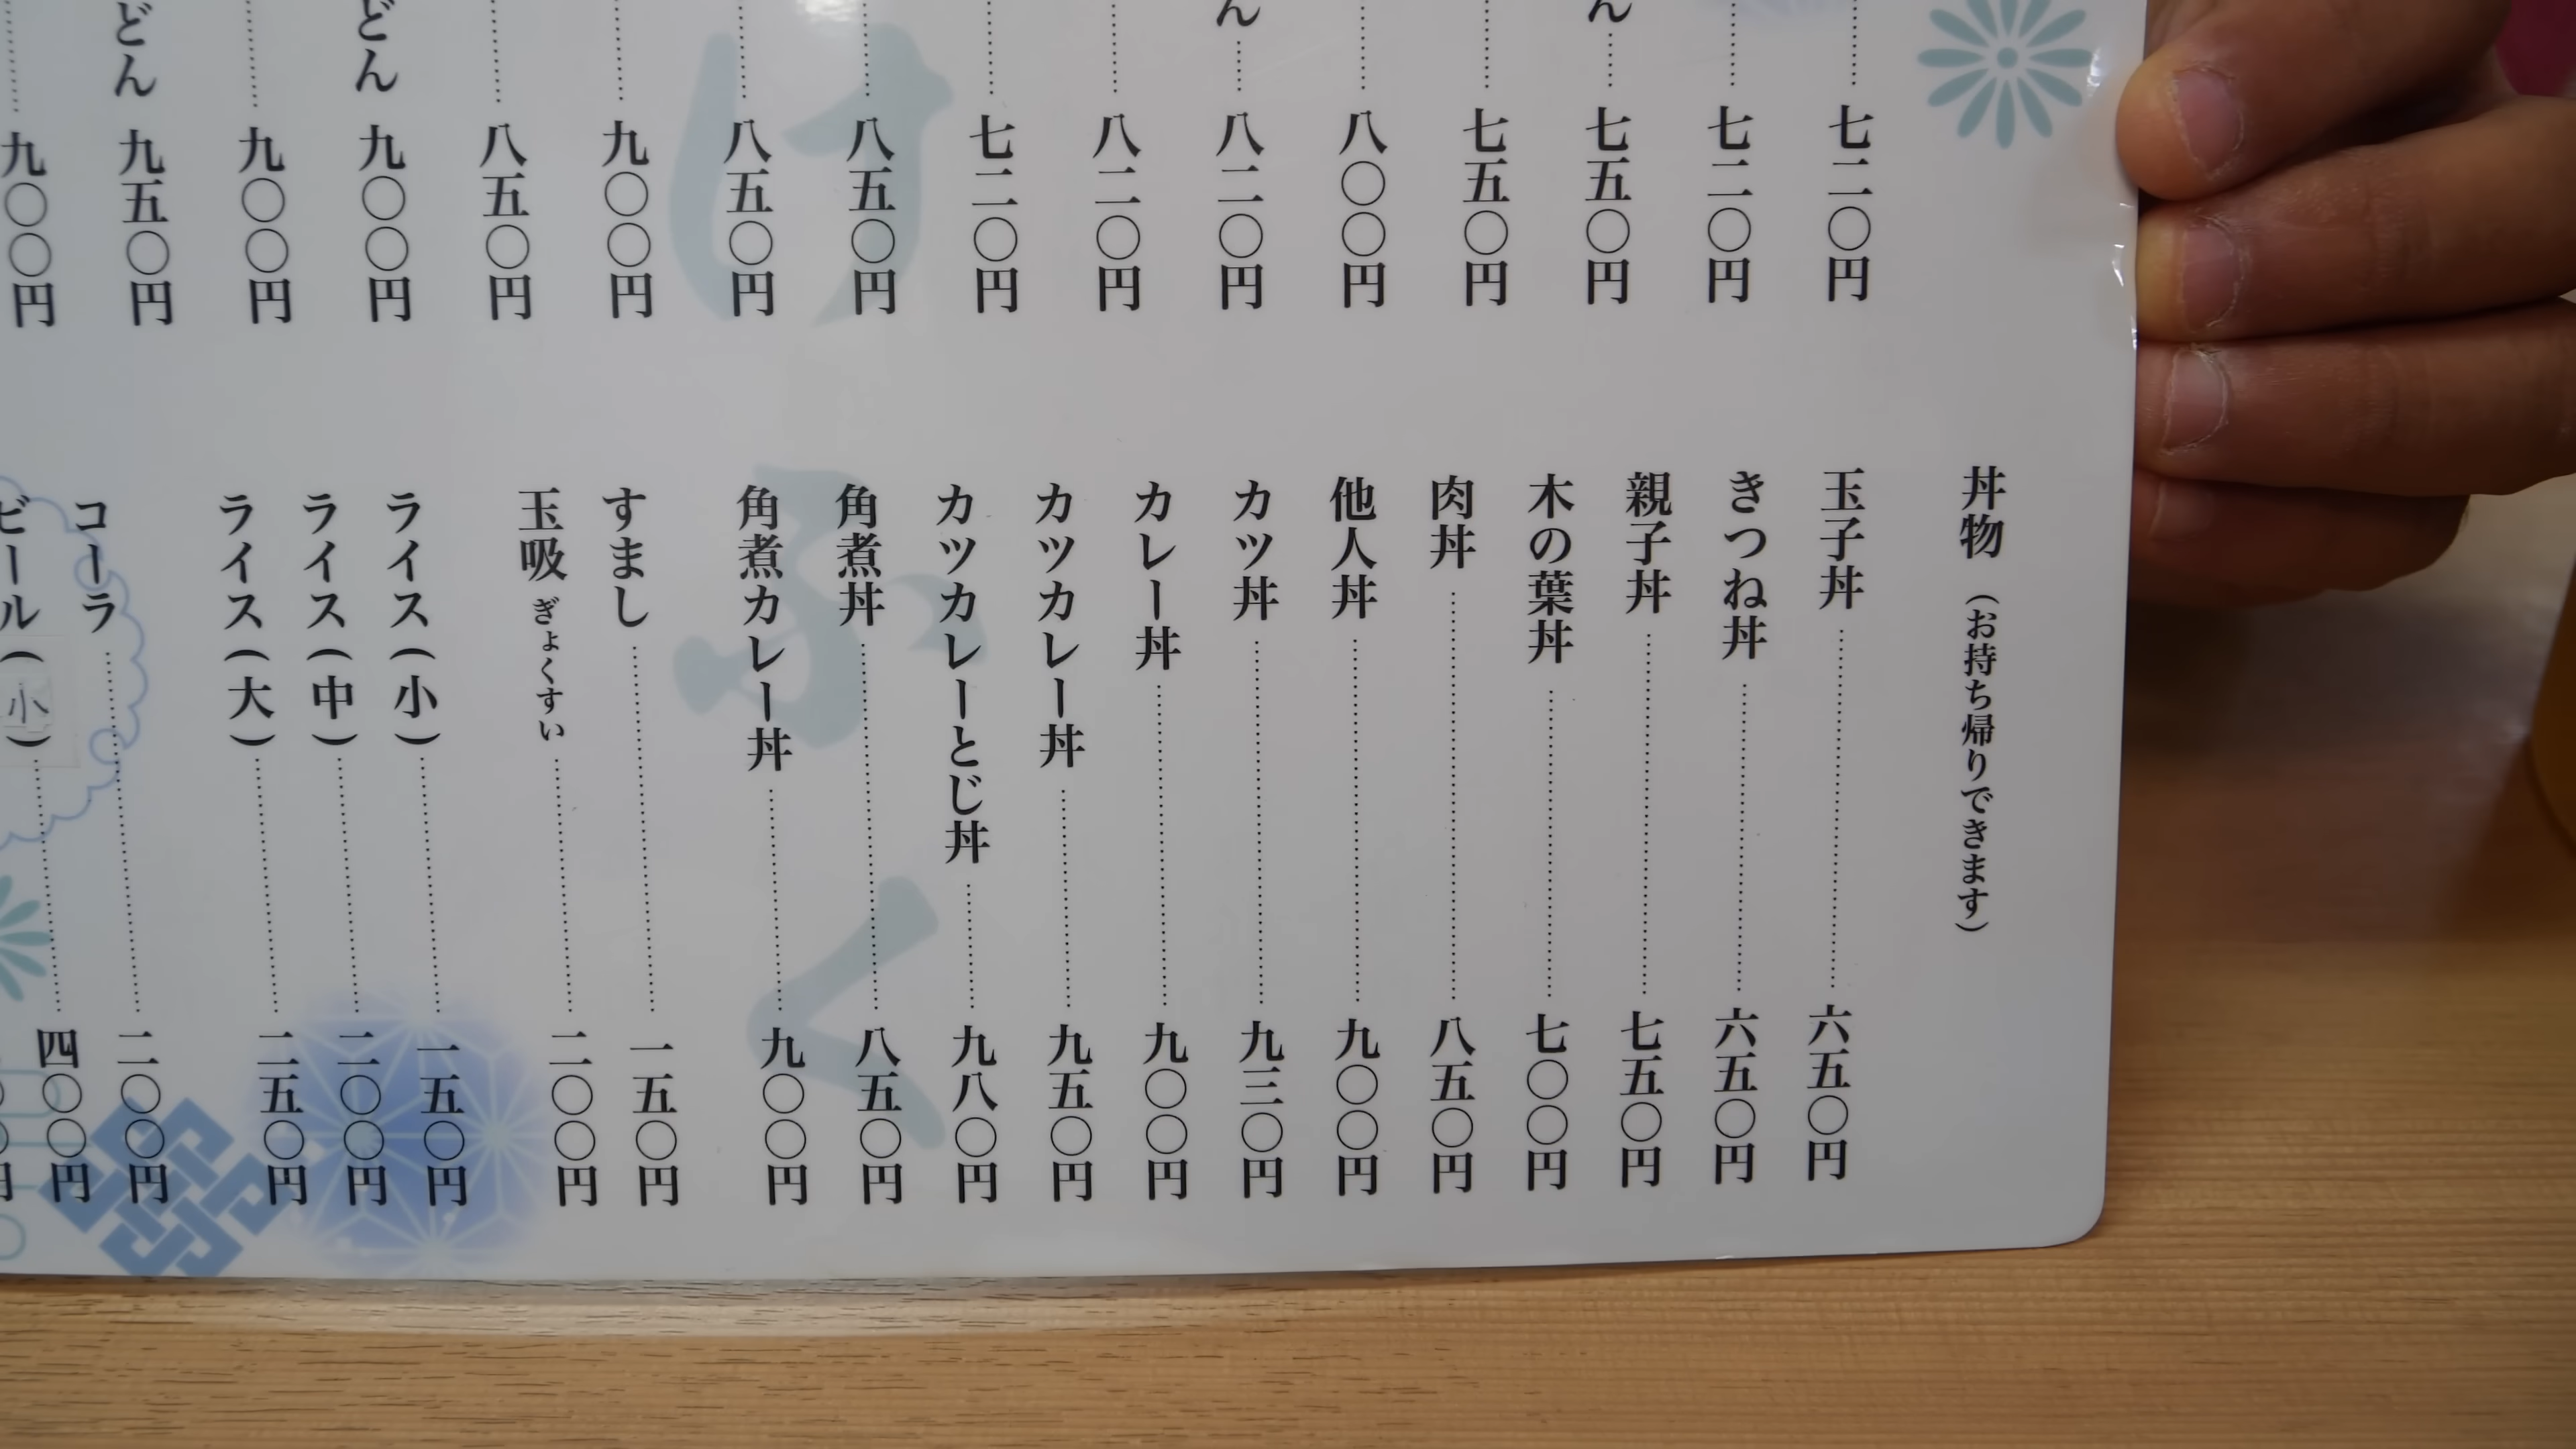 七二〇円
七二〇円
ん 七五〇円
七五〇円
八〇〇円
ん 八二〇円
八二〇円
七二〇円
八五〇円
八五〇円
九〇〇円
八五〇円
どん 九〇〇円
九〇〇円
どん 九五〇円
九〇〇円
丼物（お持ち帰りできます）
玉子丼 六五〇円
きつね丼 六五〇円
親子丼 七五〇円
木の葉丼 七〇〇円
肉丼 八五〇円
他人丼 九〇〇円
カツ丼 九三〇円
カレー丼 九〇〇円
カツカレー丼 九五〇円
カツカレーとじ丼 九八〇円
角煮丼 八五〇円
角煮カレー丼 九〇〇円
すまし 一五〇円
玉吸 ぎょくすい 二〇〇円
ライス（小） 一五〇円
ライス（中） 二〇〇円
ライス（大） 二五〇円
コーラ 二〇〇円
ビール（小） 四〇〇円
けふく